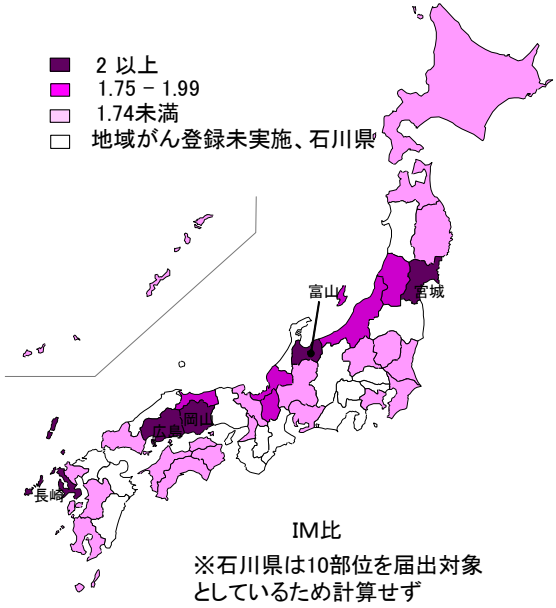 2 以上
1.75 − 1.99
1.74未満
地域がん登録未実施、石川県
富山
宮城
岡山
広島
長崎
IM比
※石川県は10部位を届出対象
としているため計算せず